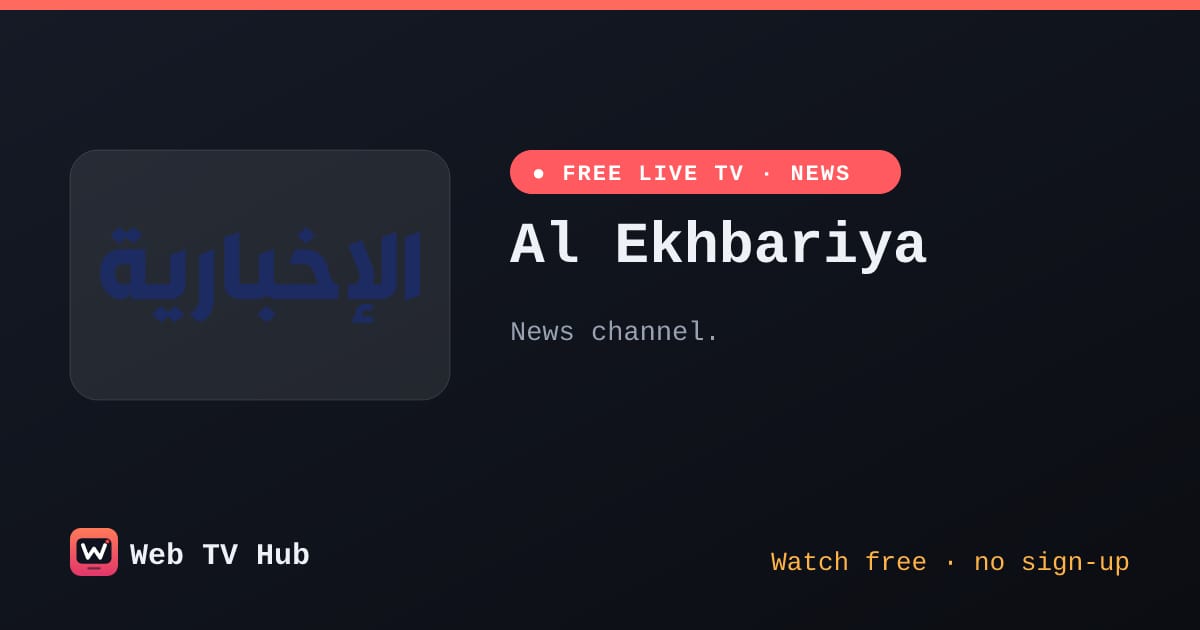 الإخبارية
● FREE LIVE TV · NEWS
Al Ekhbariya
News channel.
W
Web TV Hub
Watch free · no sign-up